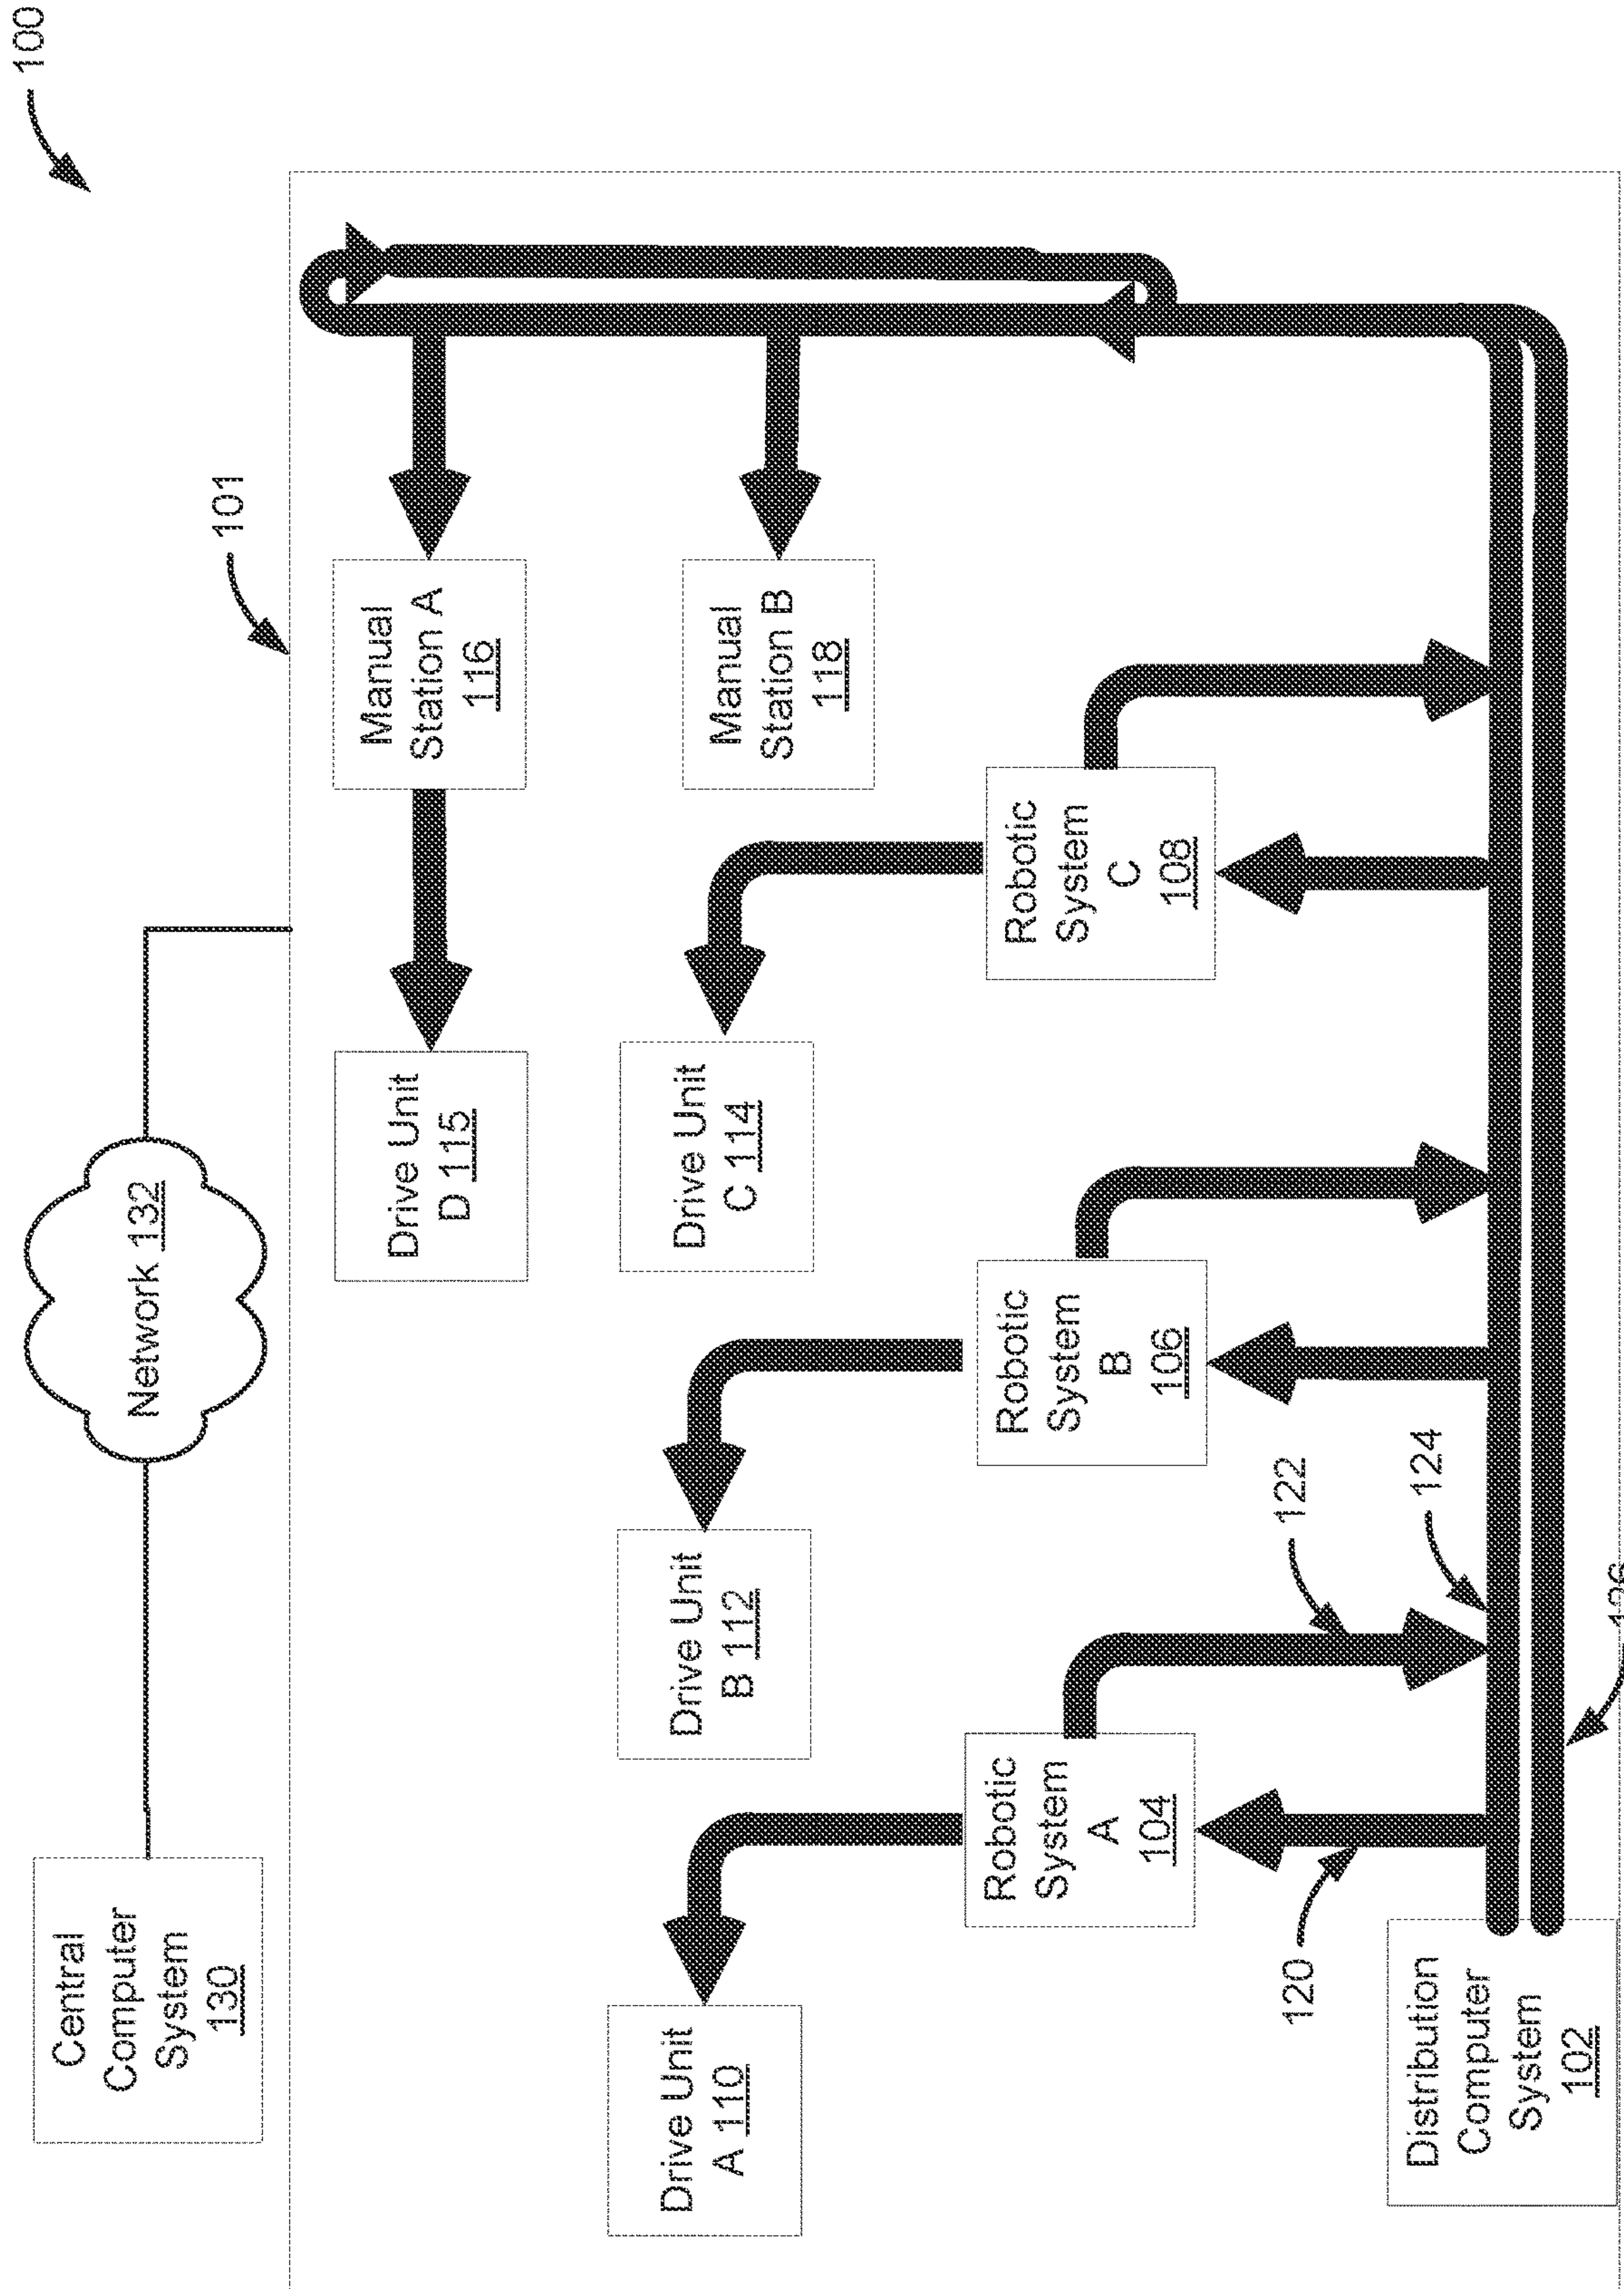 100
Central
Computer
System
130
Network 132
101
Drive Unit
D 115
Manual
Station A
116
Drive Unit
A 110
Drive Unit
B 112
Drive Unit
C 114
Manual
Station B
118
Robotic
System
A
104
Robotic
System
B
106
Robotic
System
C
108
120
122
124
Distribution
Computer
System
102